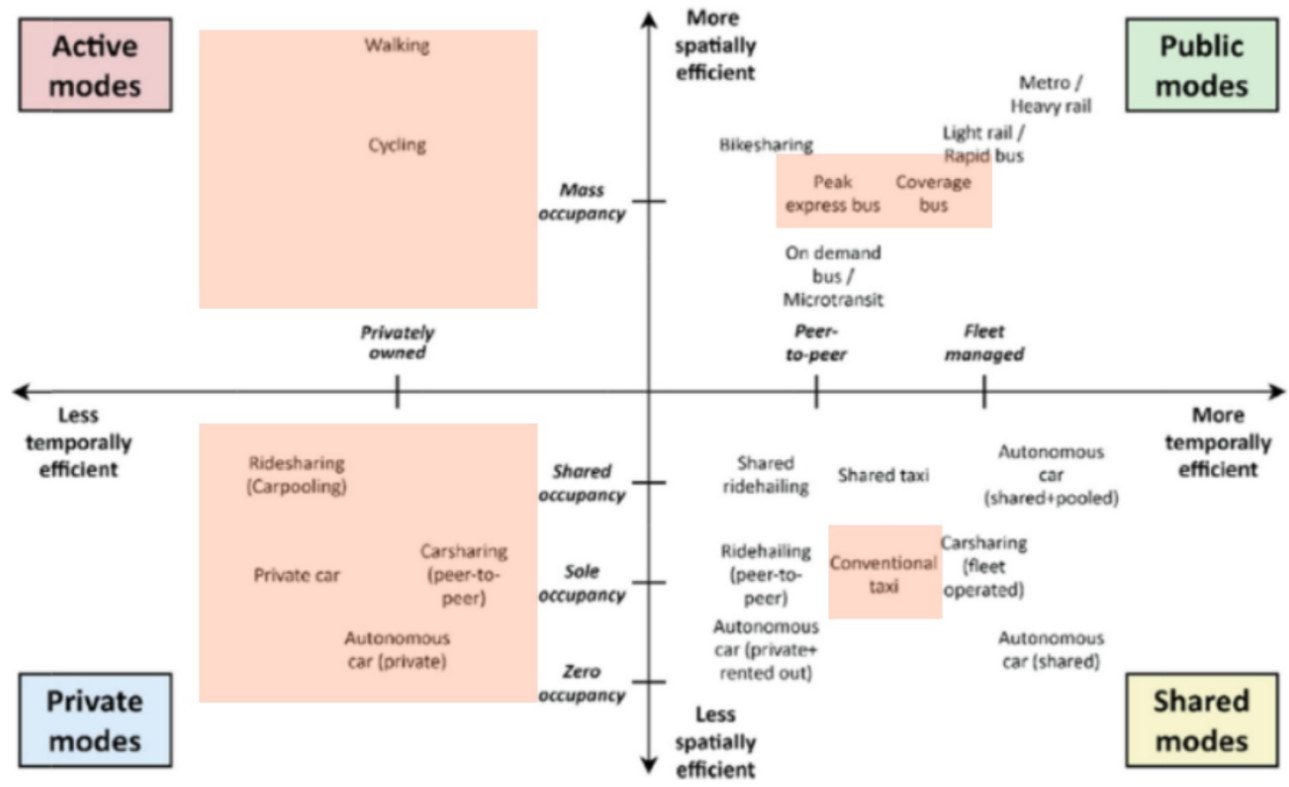 Active
modes
More
spatially
efficient
Public
modes
Walking
Metro /
Heavy rail
Cycling
Bikesharing
Light rail /
Rapid bus
Mass
occupancy
Peak
express bus
Coverage
bus
On demand
bus /
Microtransit
Privately
owned
Peer-
to-peer
Fleet
managed
Less
temporally
efficient
More
temporally
efficient
Ridesharing
(Carpooling)
Shared
occupancy
Shared
ridehailing
Shared taxi
Autonomous
car
(shared+pooled)
Private car
Carsharing
(peer-to-
peer)
Sole
occupancy
Ridehailing
(peer-to-
peer)
Conventional
taxi
Carsharing
(fleet
operated)
Autonomous
car (private)
Zero
occupancy
Autonomous
car (private+
rented out)
Autonomous
car (shared)
Private
modes
Less
spatially
efficient
Shared
modes